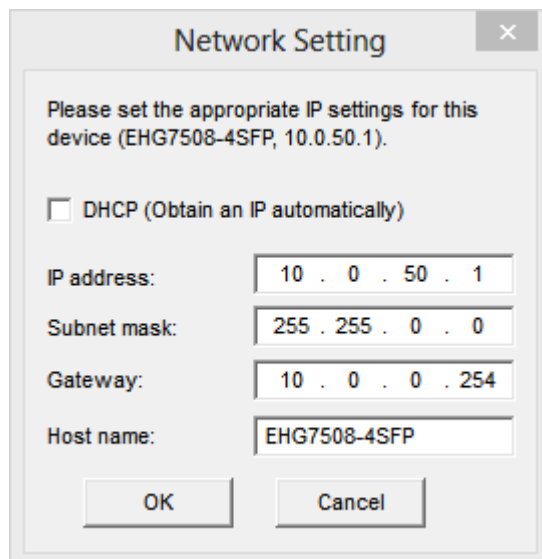 Network Setting
Please set the appropriate IP settings for this
device (EHG7508-4SFP, 10.0.50.1).
DHCP (Obtain an IP automatically)
IP address: 10 . 0 . 50 . 1
Subnet mask: 255 . 255 . 0 . 0
Gateway: 10 . 0 . 0 . 254
Host name: EHG7508-4SFP
OK Cancel